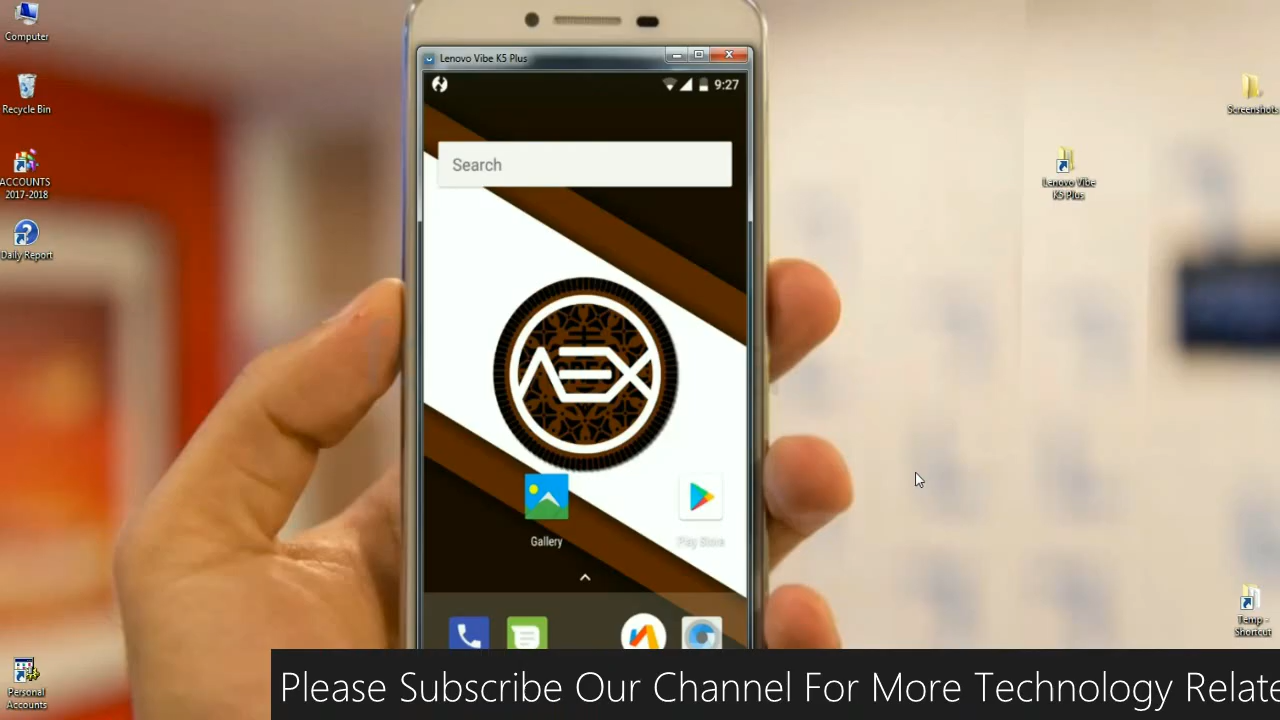 Computer
Recycle Bin
ACCOUNTS
2017-2018
Daily Report
Personal
Accounts
Lenovo Vibe K5 Plus
9:27
Search
AEX
Gallery
Play Store
Screenshots
Lenovo Vibe
K5 Plus
Temp -
Shortcut
Please Subscribe Our Channel For More Technology Relate